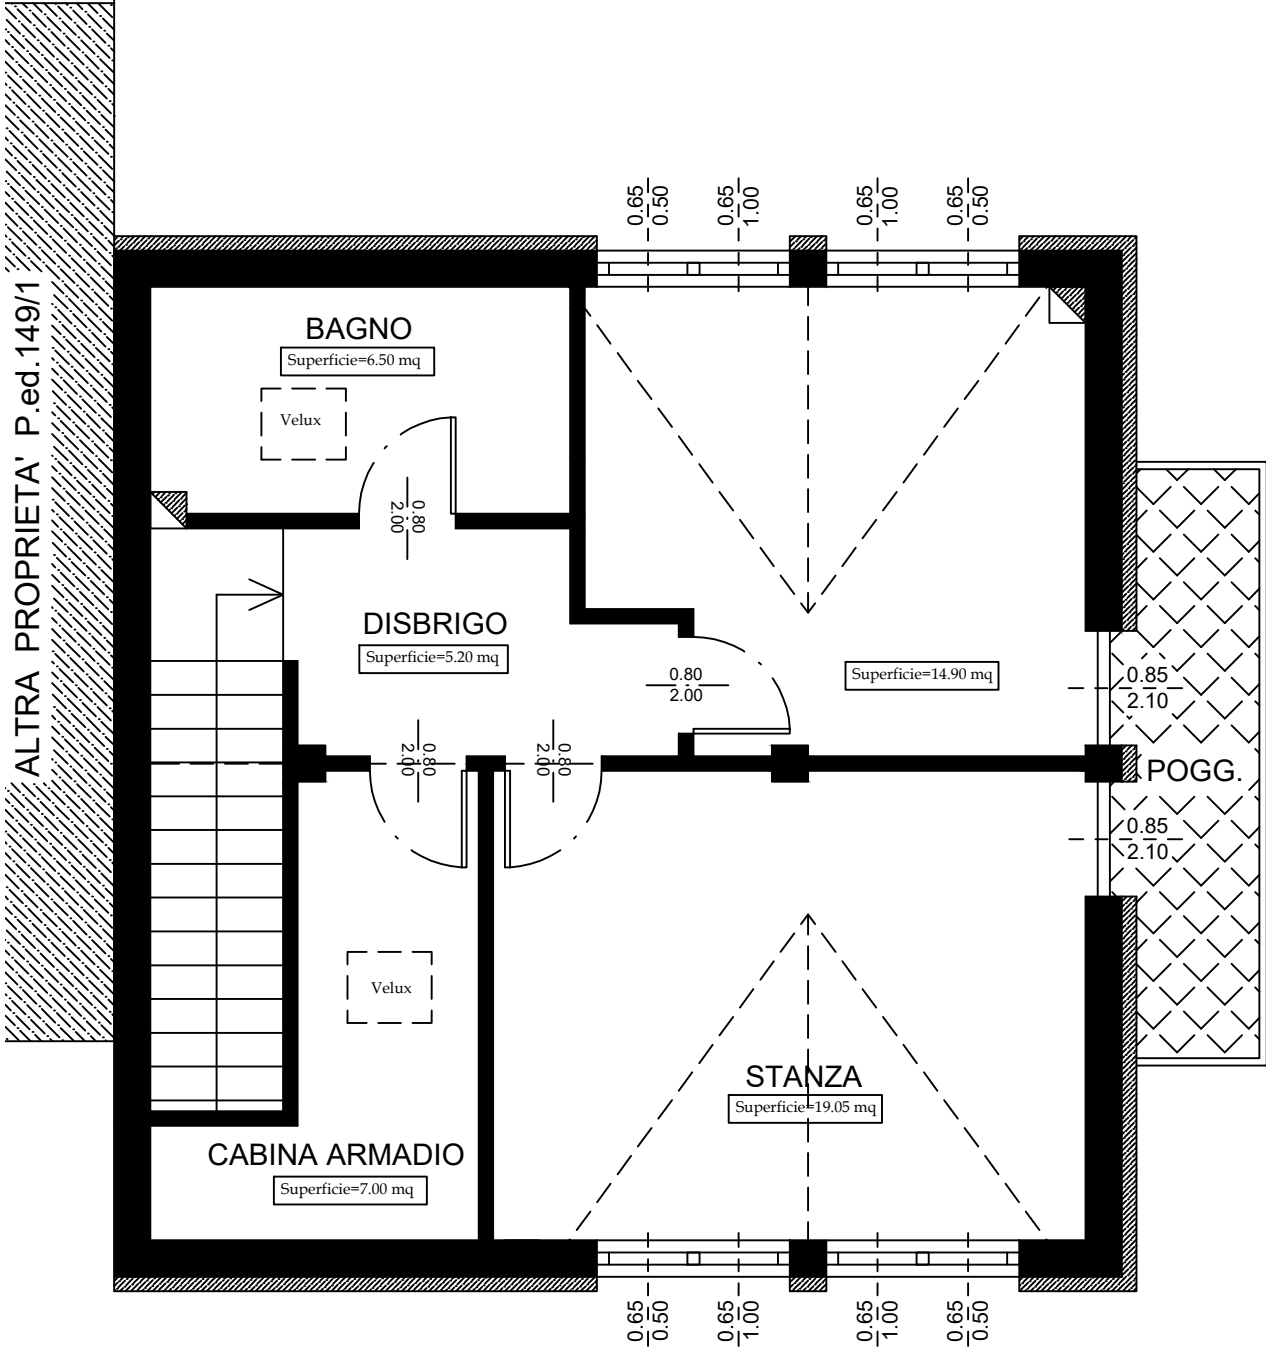 0.65
0.50
0.65
1.00
0.65
1.00
0.65
0.50
ALTRA PROPRIETA' P.ed.149/1
BAGNO
Superficie=6.50 mq
Velux
0.80
2.00
DISBRIGO
Superficie=5.20 mq
0.80
2.00
Superficie=14.90 mq
0.85
2.10
0.80
2.00
0.80
2.00
POGG.
0.85
2.10
Velux
STANZA
Superficie=19.05 mq
CABINA ARMADIO
Superficie=7.00 mq
0.65
0.50
0.65
1.00
0.65
1.00
0.65
0.50